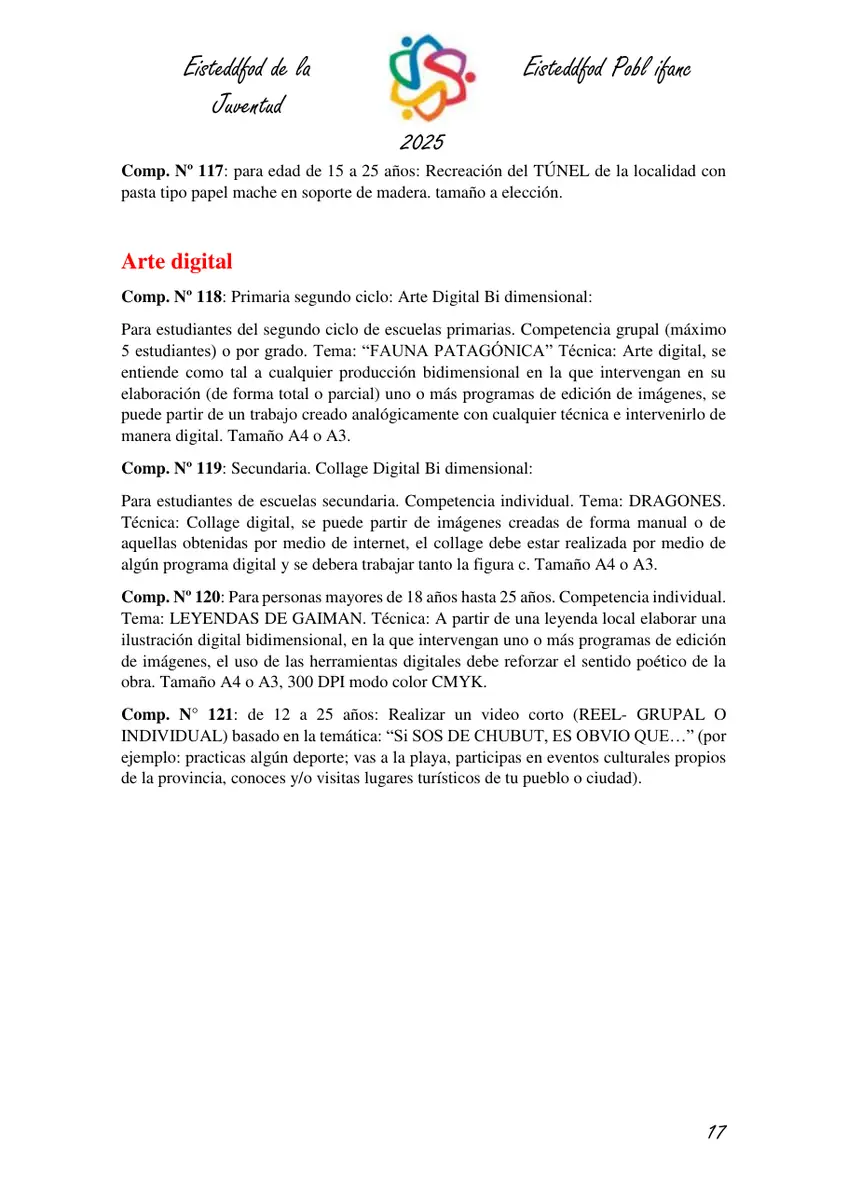 Eisteddfod de la
Juventud
Eisteddfod Pobl ifanc
2025
Comp. Nº 117: para edad de 15 a 25 años: Recreación del TÚNEL de la localidad con
pasta tipo papel mache en soporte de madera. tamaño a elección.
Arte digital
Comp. Nº 118: Primaria segundo ciclo: Arte Digital Bi dimensional:
Para estudiantes del segundo ciclo de escuelas primarias. Competencia grupal (máximo
5 estudiantes) o por grado. Tema: “FAUNA PATAGÓNICA” Técnica: Arte digital, se
entiende como tal a cualquier producción bidimensional en la que intervengan en su
elaboración (de forma total o parcial) uno o más programas de edición de imágenes, se
puede partir de un trabajo creado analógicamente con cualquier técnica e intervenirlo de
manera digital. Tamaño A4 o A3.
Comp. Nº 119: Secundaria. Collage Digital Bi dimensional:
Para estudiantes de escuelas secundaria. Competencia individual. Tema: DRAGONES.
Técnica: Collage digital, se puede partir de imágenes creadas de forma manual o de
aquellas obtenidas por medio de internet, el collage debe estar realizada por medio de
algún programa digital y se debera trabajar tanto la figura c. Tamaño A4 o A3.
Comp. Nº 120: Para personas mayores de 18 años hasta 25 años. Competencia individual.
Tema: LEYENDAS DE GAIMAN. Técnica: A partir de una leyenda local elaborar una
ilustración digital bidimensional, en la que intervengan uno o más programas de edición
de imágenes, el uso de las herramientas digitales debe reforzar el sentido poético de la
obra. Tamaño A4 o A3, 300 DPI modo color CMYK.
Comp. N° 121: de 12 a 25 años: Realizar un video corto (REEL- GRUPAL O
INDIVIDUAL) basado en la temática: “Si SOS DE CHUBUT, ES OBVIO QUE…” (por
ejemplo: practicas algún deporte; vas a la playa, participas en eventos culturales propios
de la provincia, conoces y/o visitas lugares turísticos de tu pueblo o ciudad).
17